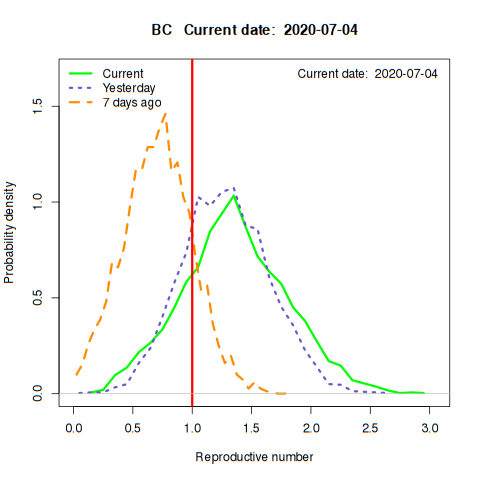 BC Current date: 2020-07-04
Current date: 2020-07-04
Current
Yesterday
7 days ago
Probability density
1.5
1.0
0.5
0.0
0.0 0.5 1.0 1.5 2.0 2.5 3.0
Reproductive number